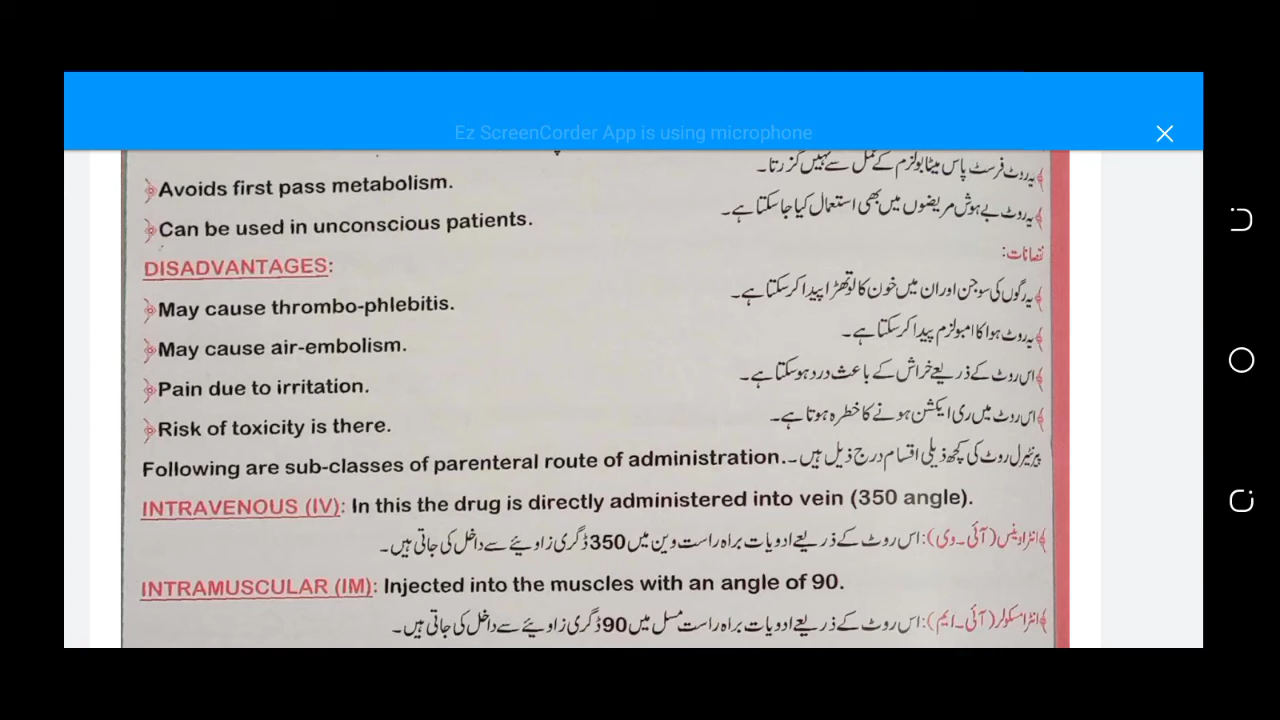 Ez ScreenCorder App is using microphone
Avoids first pass metabolism.
یہ روٹ فرسٹ پاس میٹابولزم کے عمل سے نہیں گزرتا۔
Can be used in unconscious patients.
یہ روٹ بے ہوش مریضوں میں بھی استعمال کیا جاسکتا ہے۔
DISADVANTAGES:
نقصانات:
May cause thrombo-phlebitis.
یہ رگوں کی سوجن اور ان میں خون کا لوتھڑا پیدا کرسکتا ہے۔
May cause air-embolism.
یہ روٹ ہوا کا امبولزم پیدا کرسکتا ہے۔
Pain due to irritation.
اس روٹ کے ذریعے خراش کے باعث درد ہوسکتا ہے۔
Risk of toxicity is there.
اس روٹ میں ری ایکشن ہونے کا خطرہ ہوتا ہے۔
Following are sub-classes of parenteral route of administration. پیرنٹیرل روٹ کی کچھ ذیلی اقسام درج ذیل ہیں۔
INTRAVENOUS (IV): In this the drug is directly administered into vein (350 angle).
انٹراوینس (آئی۔وی): اس روٹ کے ذریعے ادویات براہ راست وین میں 350 ڈگری زاویئے سے داخل کی جاتی ہیں۔
INTRAMUSCULAR (IM): Injected into the muscles with an angle of 90.
انٹرامسکولر (آئی۔ایم): اس روٹ کے ذریعے ادویات براہ راست مسل میں 90 ڈگری زاویئے سے داخل کی جاتی ہیں۔